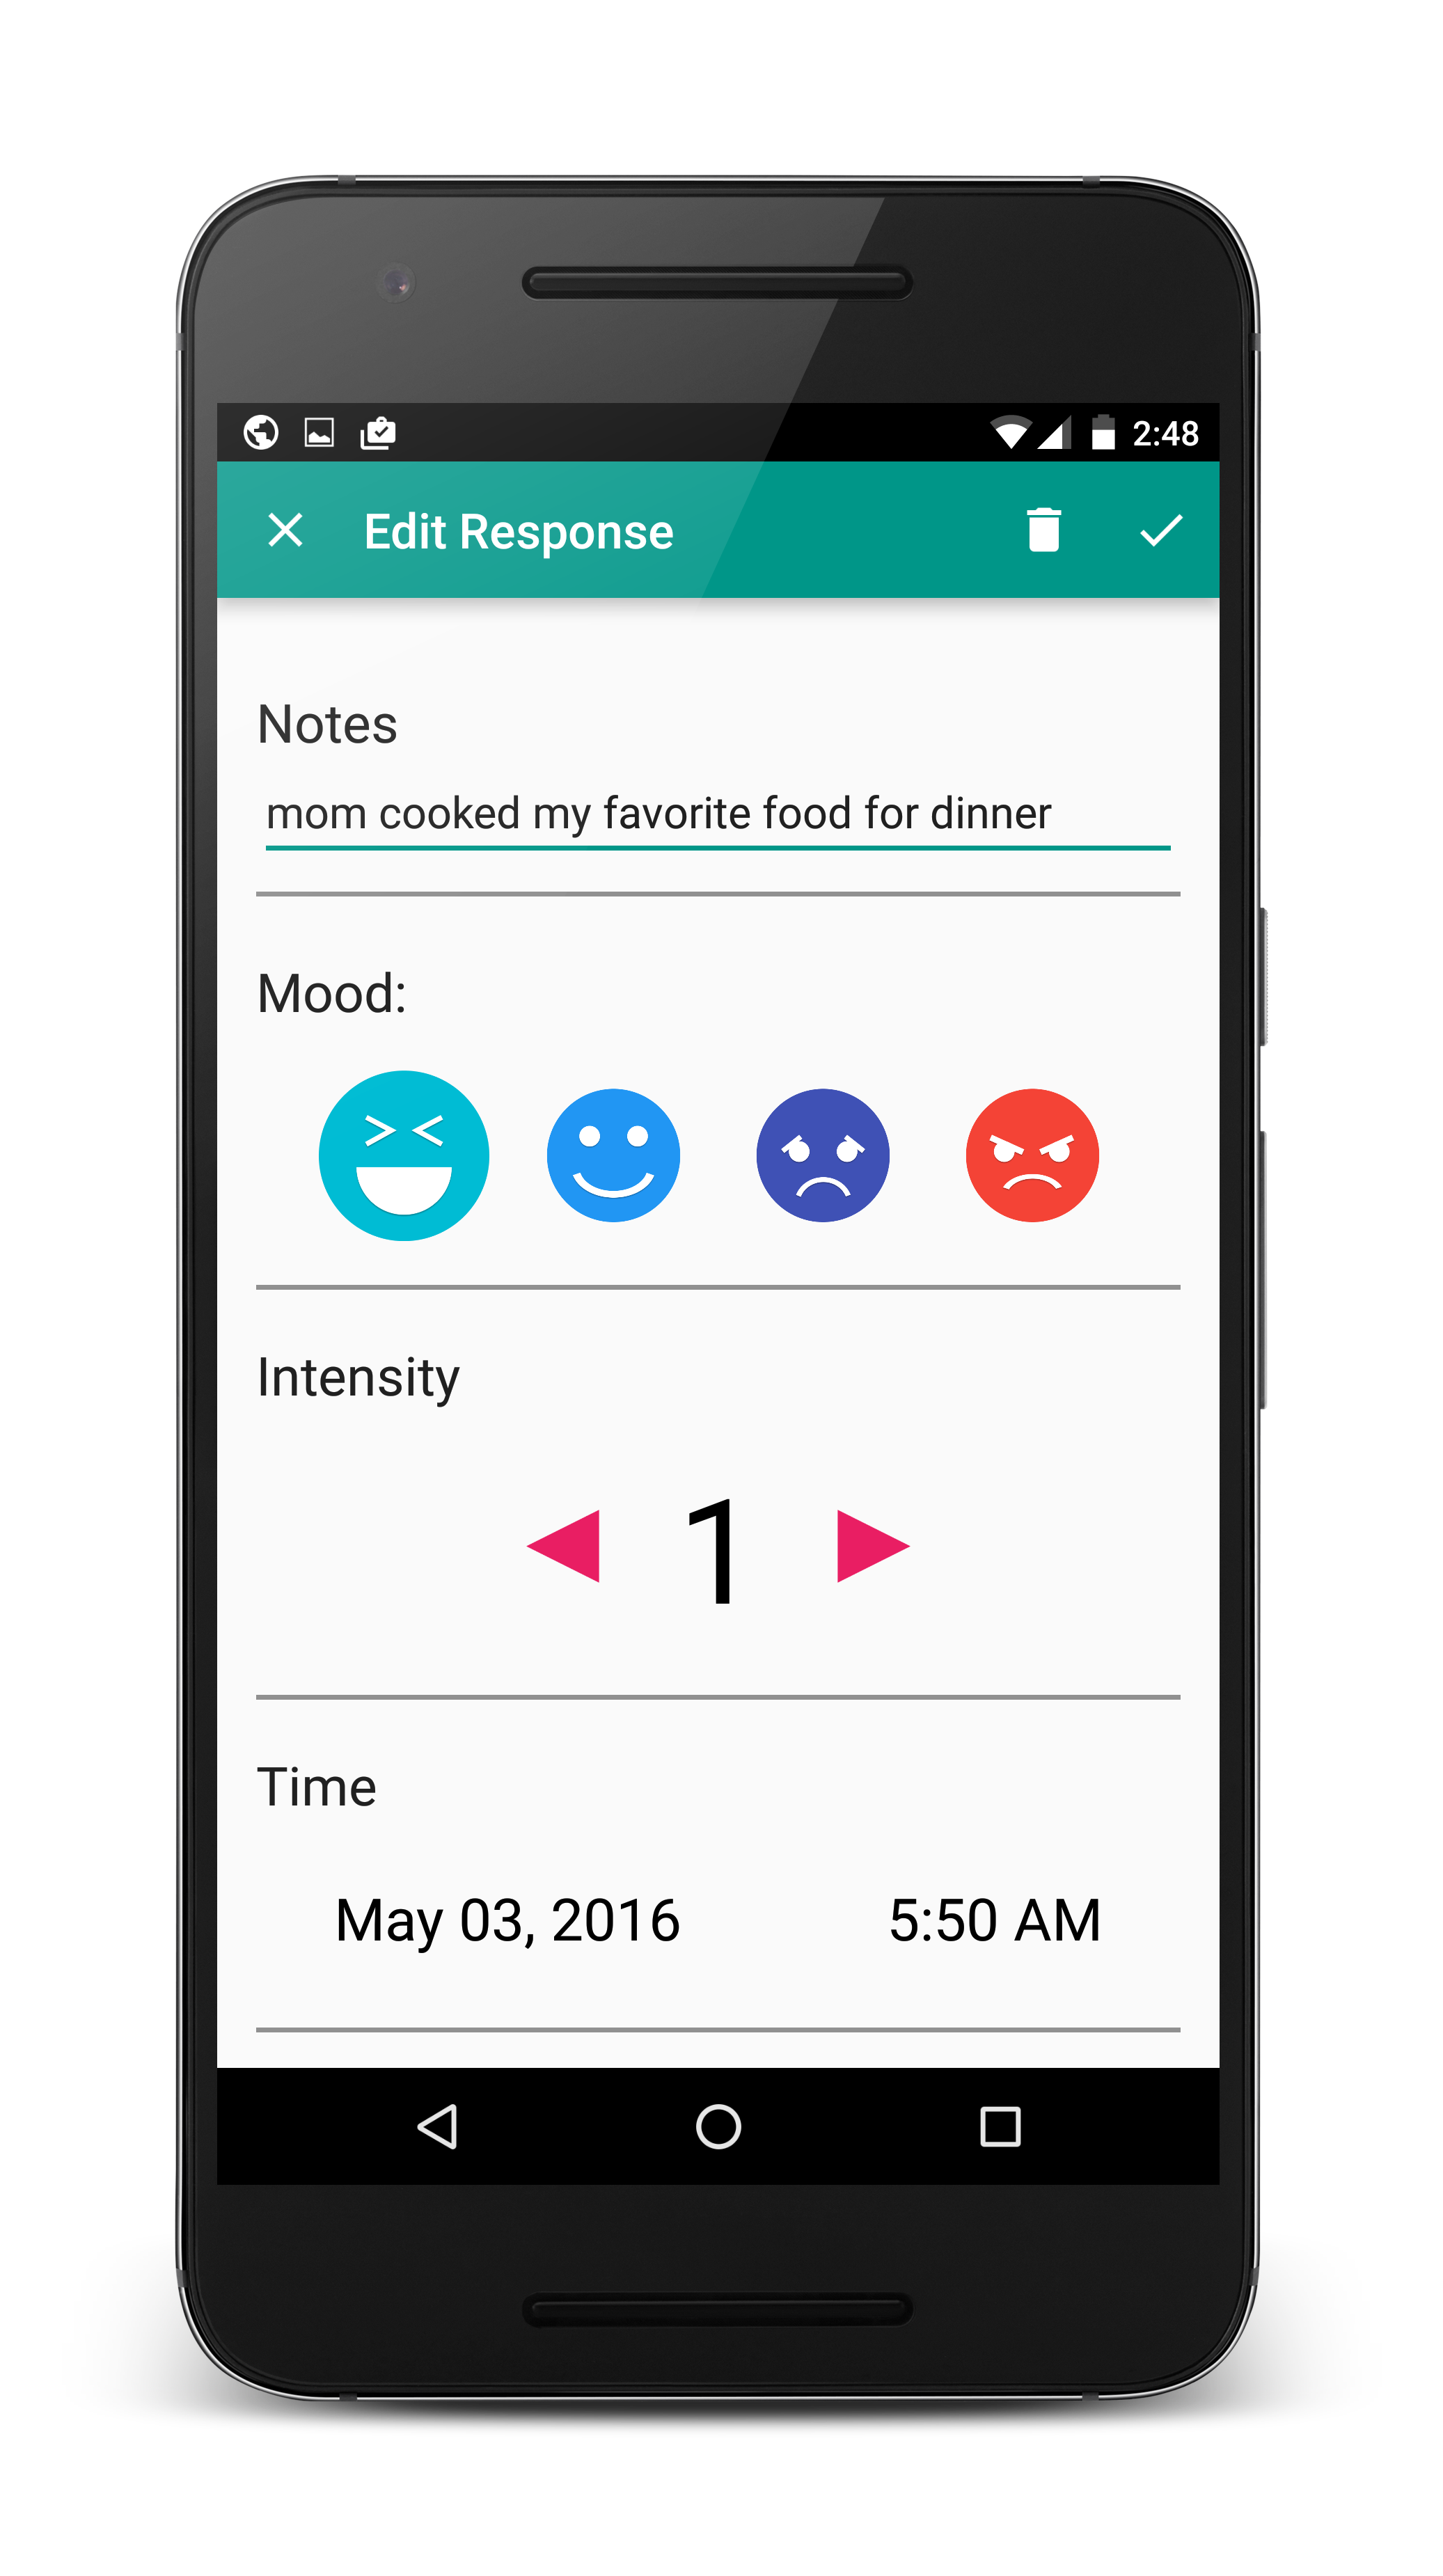 2:48
Edit Response
Notes
mom cooked my favorite food for dinner
Mood:
Intensity
1
Time
May 03, 2016 5:50 AM